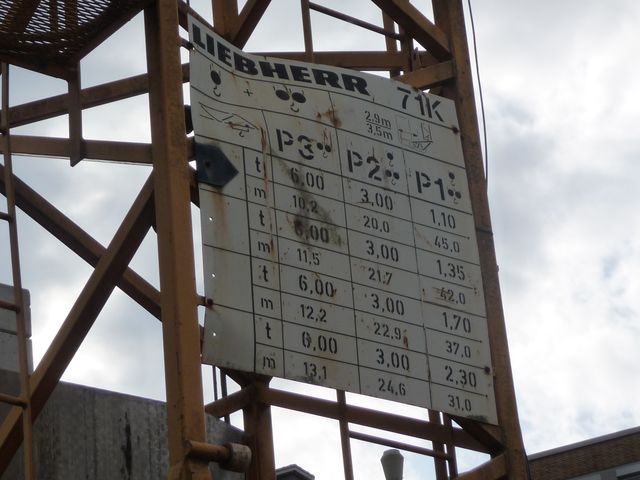 LIEBHERR 71K
+
2.9m
3.5m
P3 P2 P1
t 6,00 3,00 1,10
m 10,2 20,0 45,0
t 6,00 3,00 1,35
m 11,5 21,7 42,0
t 6,00 3,00 1,70
m 12,2 22,9 37,0
t 6,00 3,00 2,30
m 13,1 24,6 31,0